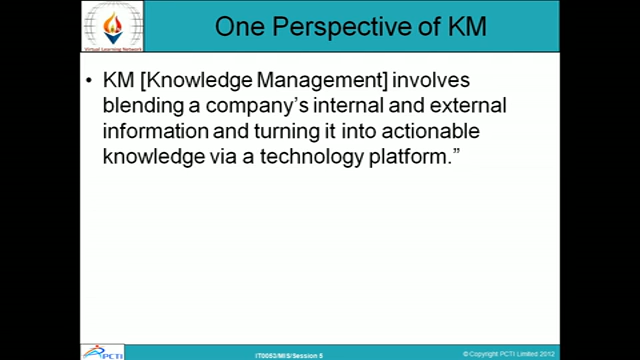 One Perspective of KM
• KM [Knowledge Management] involves
blending a company's internal and external
information and turning it into actionable
knowledge via a technology platform.”
Virtual Learning Network
PCTI
IT0053/MIS/Session 5
© Copyright PCTI Limited 2012